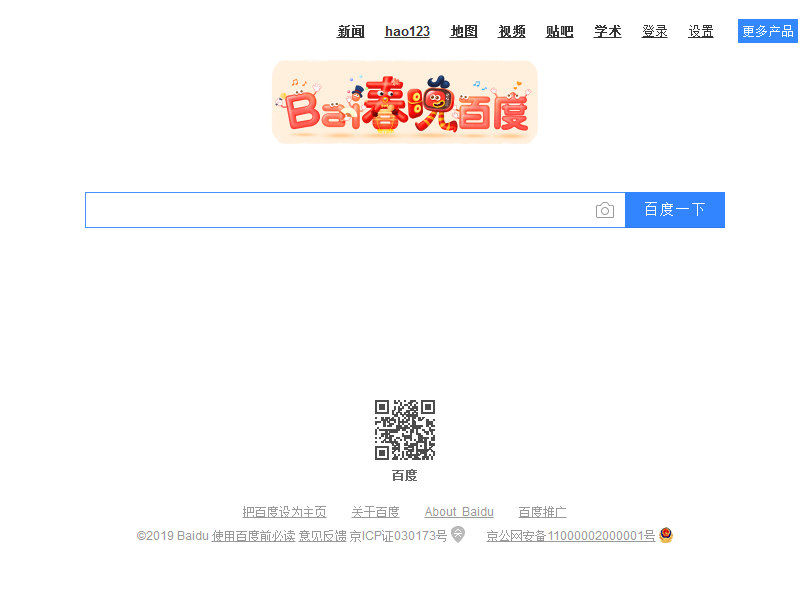 新闻 hao123 地图 视频 贴吧 学术 登录 设置 更多产品
Bai春晚百度
百度一下
百度
把百度设为主页 关于百度 About Baidu 百度推广
©2019 Baidu 使用百度前必读 意见反馈 京ICP证030173号 京公网安备11000002000001号